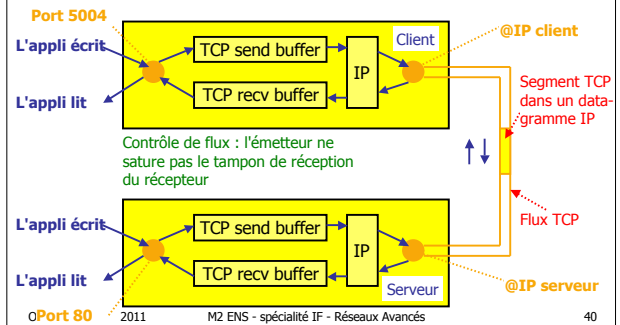 Port 5004
L'appli écrit
L'appli lit
TCP send buffer
TCP recv buffer
IP
Client
@IP client
Segment TCP
dans un data-
gramme IP
Contrôle de flux : l'émetteur ne
sature pas le tampon de réception
du récepteur
Flux TCP
L'appli écrit
L'appli lit
TCP send buffer
TCP recv buffer
IP
Serveur
@IP serveur
Port 80
2011
M2 ENS - spécialité IF - Réseaux Avancés
40